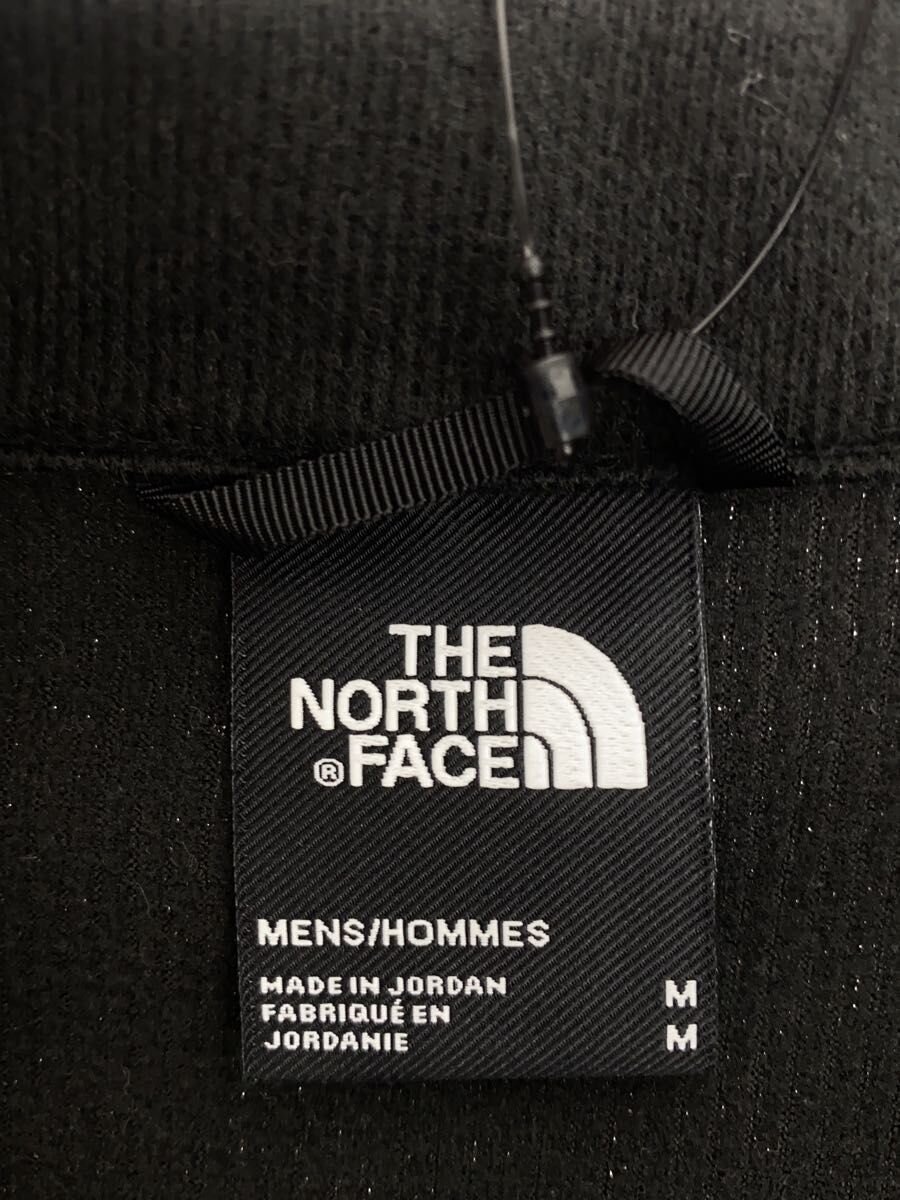 THE
NORTH
® FACE
MENS/HOMMES
MADE IN JORDAN
FABRIQUÉ EN
JORDANIE
M
M